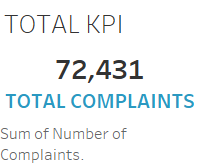 TOTAL KPI
72,431
TOTAL COMPLAINTS
Sum of Number of
Complaints.